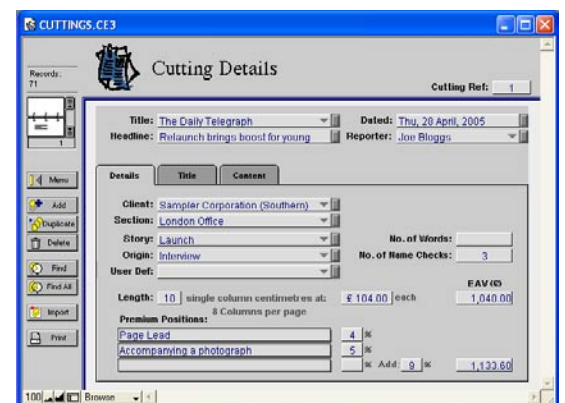 CUTTINGS.CE3
Records:
71
Cutting Details
Cutting Ref: 1
1
Title: The Daily Telegraph
Dated: Thu, 28 April, 2005
Headline: Relaunch brings boost for young
Reporter: Joe Bloggs
Menu
Details Title Content
Add
Duplicate
Delete
Find
Find All
Import
Print
Client: Sampler Corporation (Southern)
Section: London Office
Story: Launch
No. of Words:
Origin: Interview
No. of Name Checks: 3
User Def:
EAV (£)
Length: 10 single column centimetres at: £ 104.00 each 1,040.00
8 Columns per page
Premium Positions:
Page Lead 4 %
Accompanying a photograph 5 %
% Add 9 % 1,133.60
100 Browse